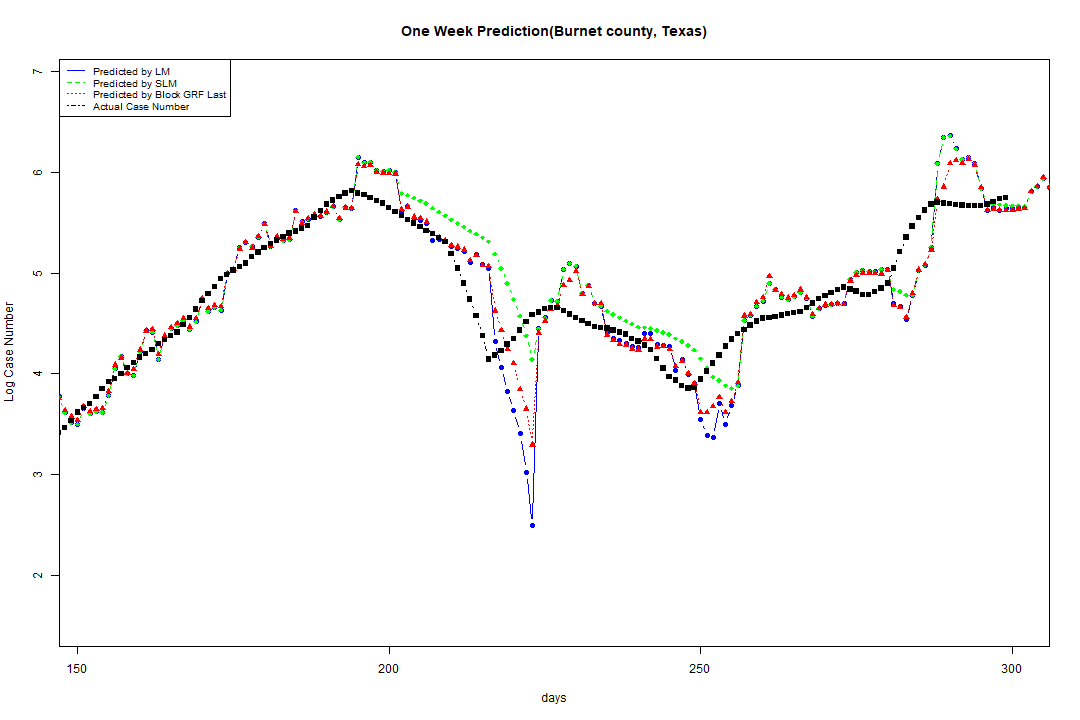 One Week Prediction(Burnet county, Texas)
Predicted by LM
Predicted by SLM
Predicted by Block GRF Last
Actual Case Number
7
6
5
4
3
2
Log Case Number
150 200 250 300
days